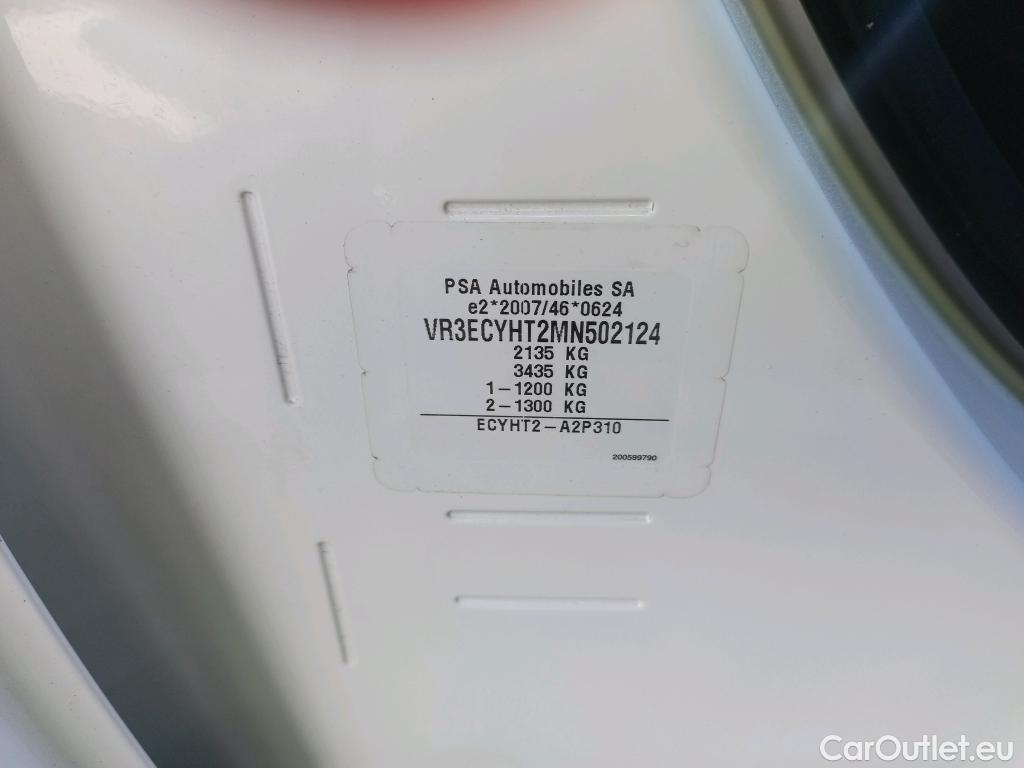 PSA Automobiles SA
e2*2007/46*0624
VR3ECYHT2MN502124
2135 KG
3435 KG
1-1200 KG
2-1300 KG
ECYHT2-A2P310
200599790
CarOutlet.eu